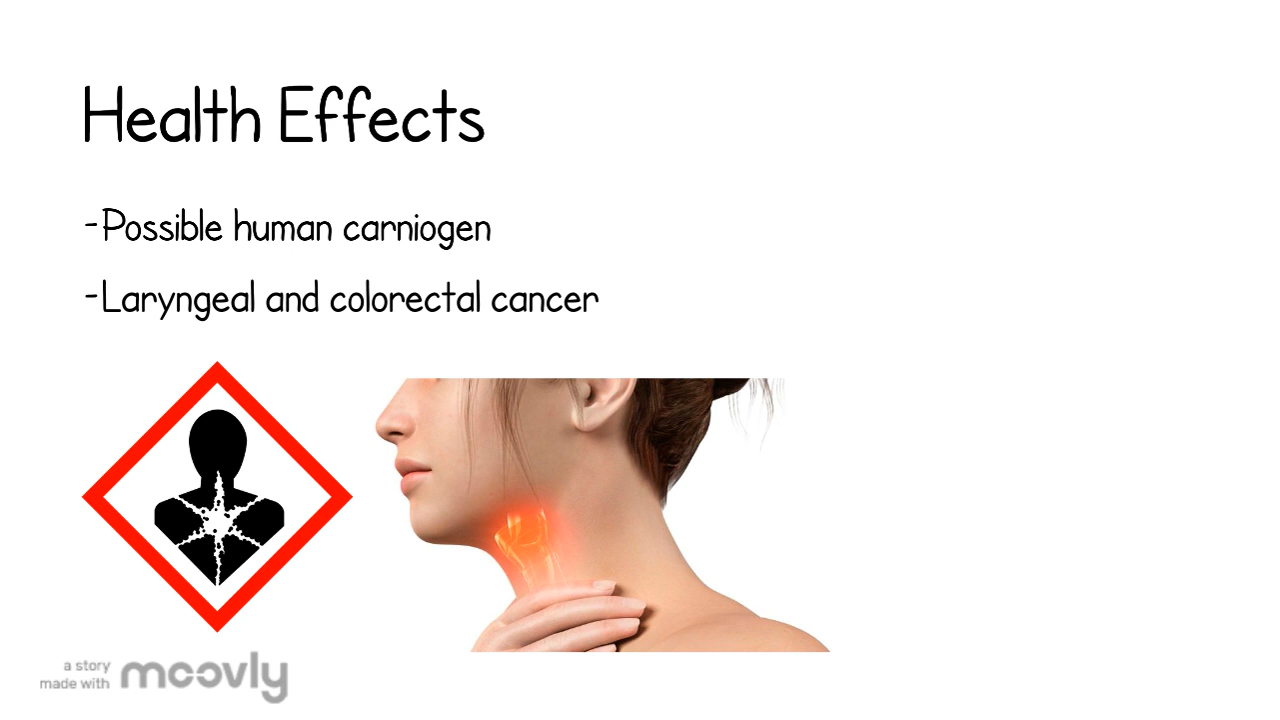 Health Effects
-Possible human carniogen
-Laryngeal and colorectal cancer
a story
made with moovly